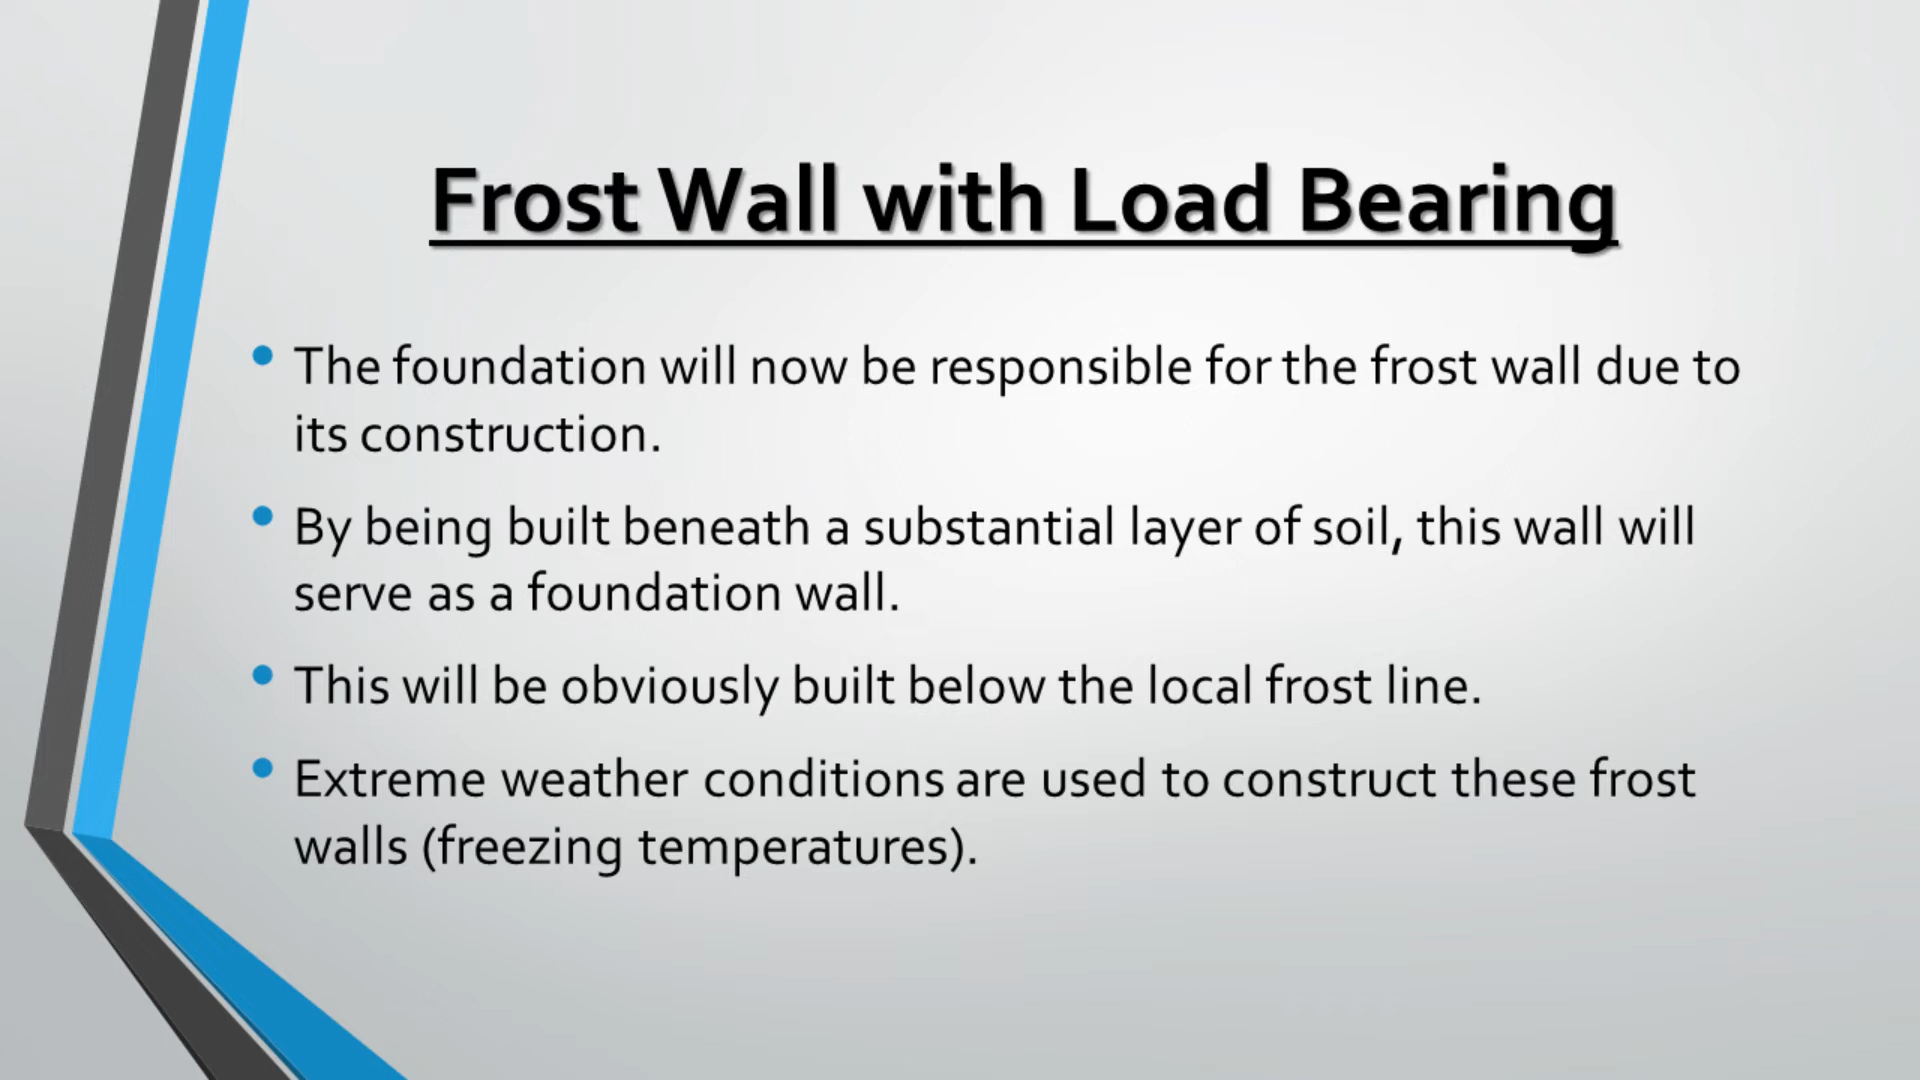 Frost Wall with Load Bearing
• The foundation will now be responsible for the frost wall due to
its construction.
• By being built beneath a substantial layer of soil, this wall will
serve as a foundation wall.
• This will be obviously built below the local frost line.
• Extreme weather conditions are used to construct these frost
walls (freezing temperatures).